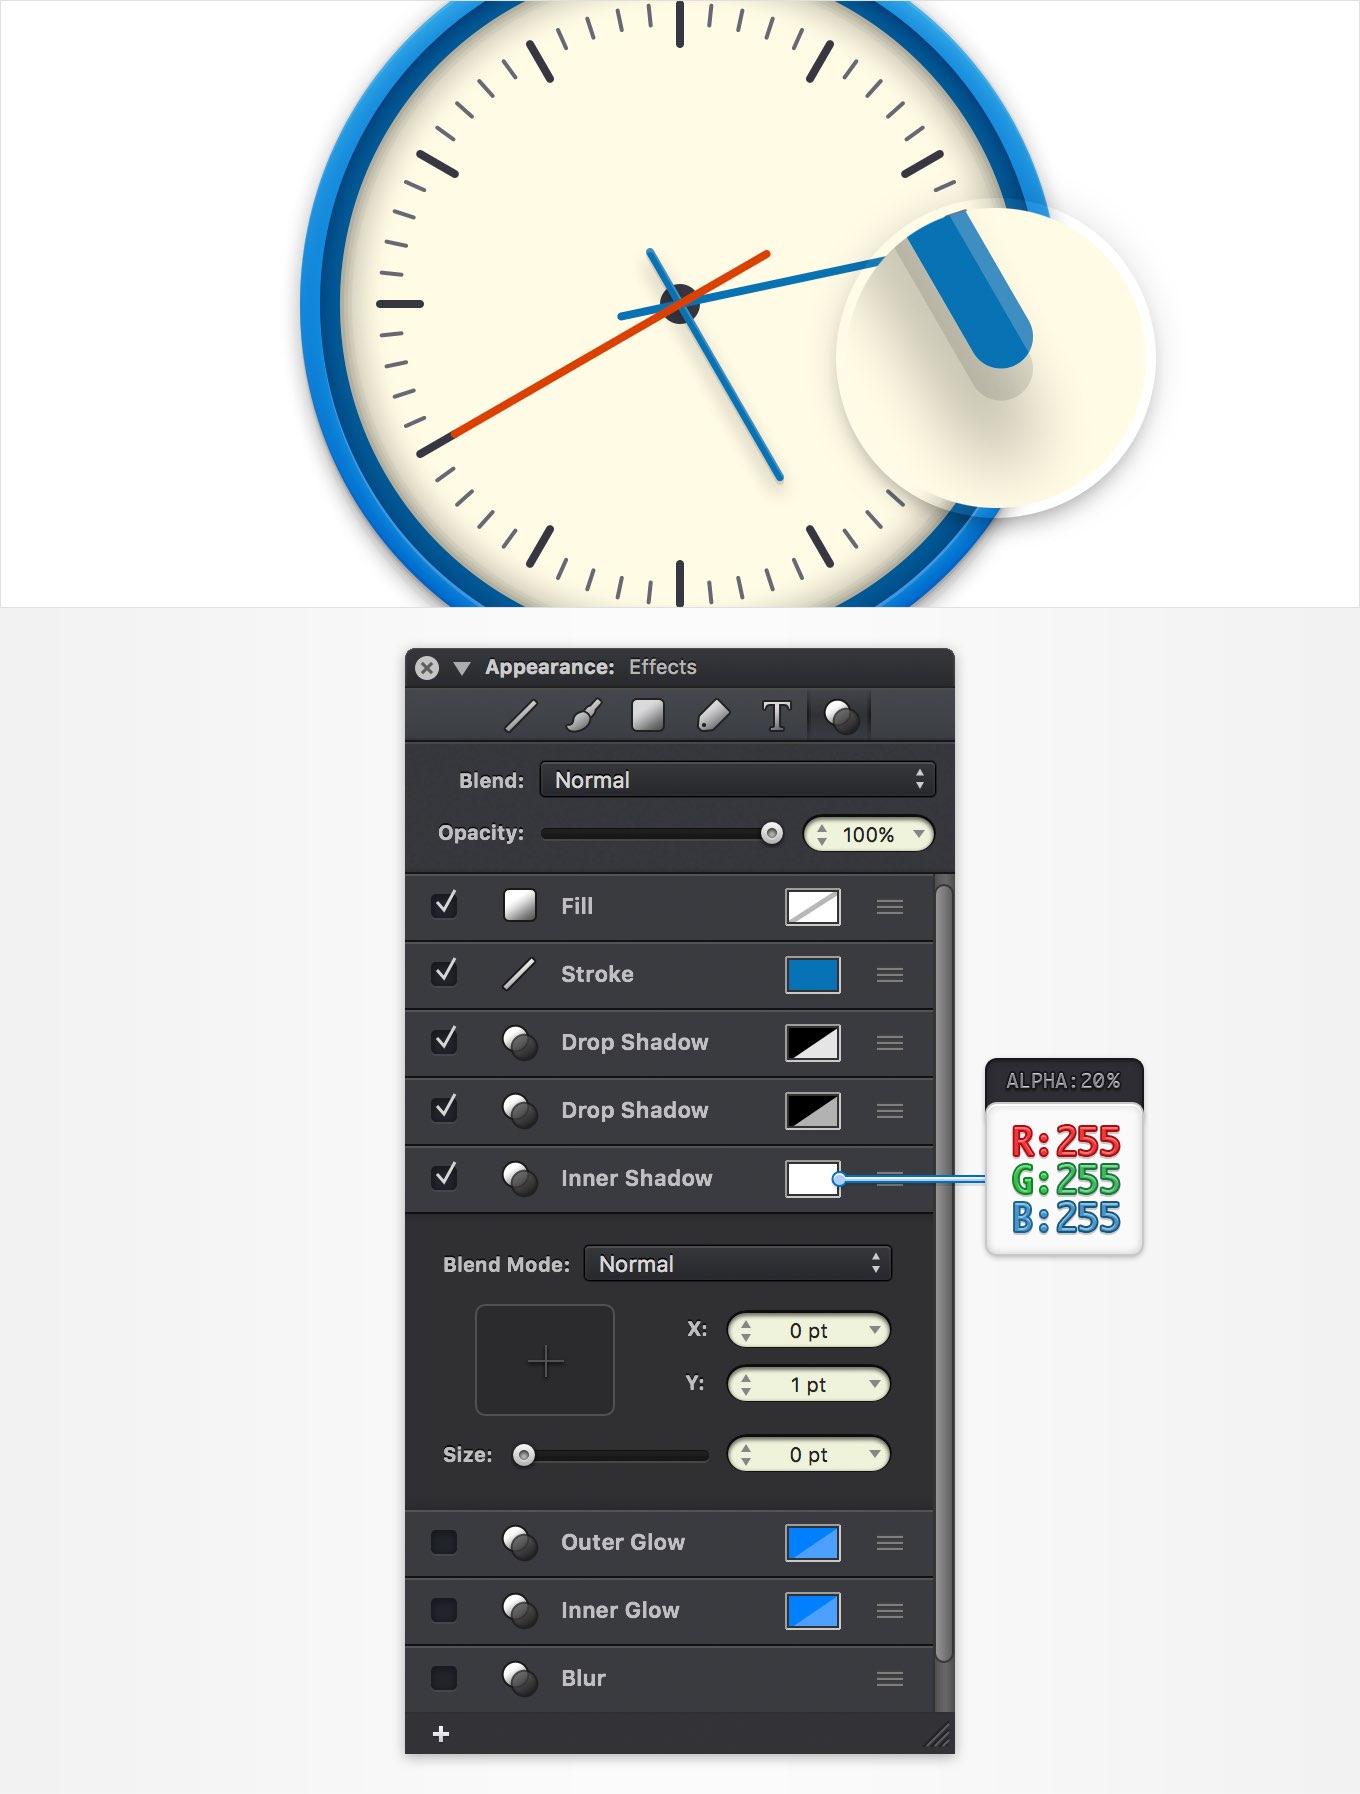 Appearance: Effects
T
Blend: Normal
Opacity: 100%
Fill
Stroke
Drop Shadow
Drop Shadow
Inner Shadow
ALPHA:20%
R:255
G:255
B:255
Blend Mode: Normal
X: 0 pt
Y: 1 pt
Size: 0 pt
Outer Glow
Inner Glow
Blur